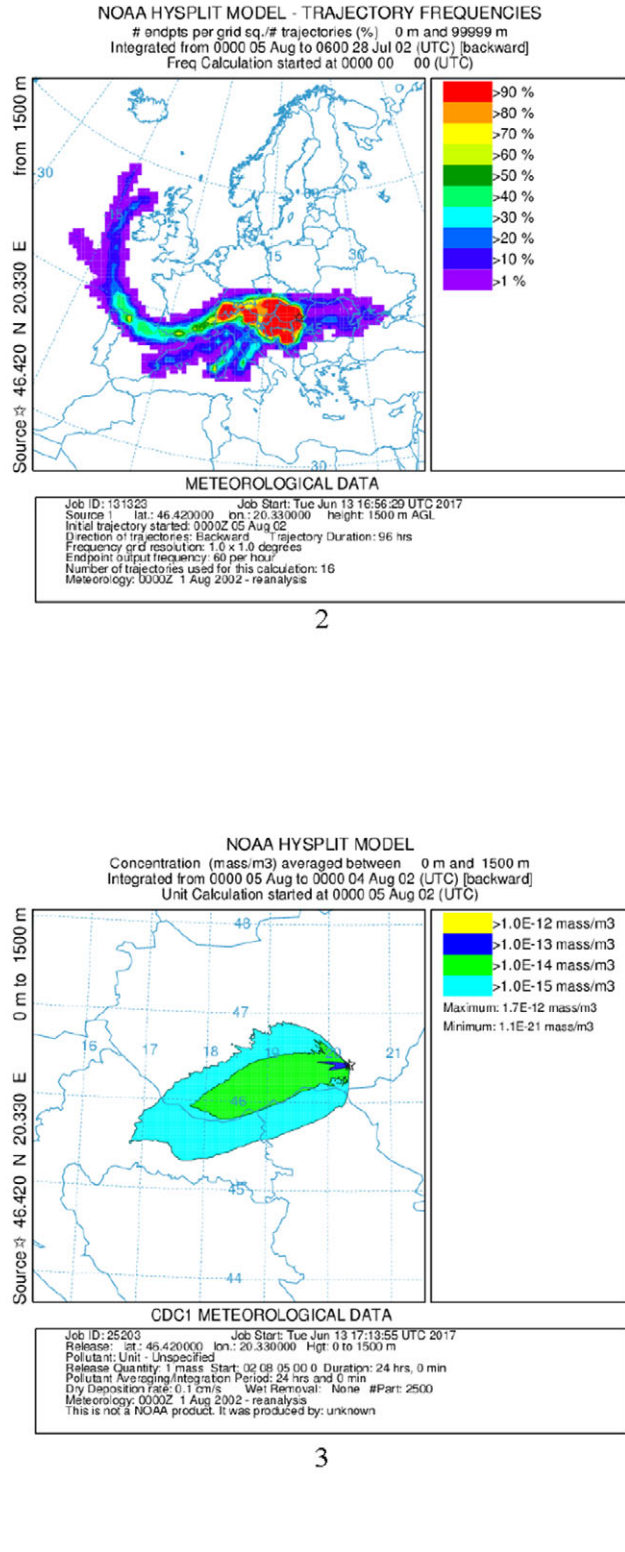 NOAA HYSPLIT MODEL - TRAJECTORY FREQUENCIES
# endpts per grid sq./# trajectories (%) 0 m and 99999 m
Integrated from 0000 05 Aug to 0600 28 Jul 02 (UTC) [backward]
Freq Calculation started at 0000 00 00 (UTC)
Source ☆ 46.420 N 20.330 E from 1500 m
30
15
15
30
30
>90 %
>80 %
>70 %
>60 %
>50 %
>40 %
>30 %
>20 %
>10 %
>1 %
METEOROLOGICAL DATA
Job ID: 131323 Job Start: Tue Jun 13 16:56:29 UTC 2017
Source 1 lat.: 46.420000 lon.: 20.330000 height: 1500 m AGL
Initial trajectory started: 0000Z 05 Aug 02
Direction of trajectories: Backward Trajectory Duration: 96 hrs
Frequency grid resolution: 1.0 x 1.0 degrees
Endpoint output frequency: 60 per hour
Number of trajectories used for this calculation: 16
Meteorology: 0000Z 1 Aug 2002 - reanalysis
2
NOAA HYSPLIT MODEL
Concentration (mass/m3) averaged between 0 m and 1500 m
Integrated from 0000 05 Aug to 0000 04 Aug 02 (UTC) [backward]
Unit Calculation started at 0000 05 Aug 02 (UTC)
Source ☆ 46.420 N 20.330 E 0 m to 1500 m
48
47
16
17
18
19
20
21
46
45
44
>1.0E-12 mass/m3
>1.0E-13 mass/m3
>1.0E-14 mass/m3
>1.0E-15 mass/m3
Maximum: 1.7E-12 mass/m3
Minimum: 1.1E-21 mass/m3
CDC1 METEOROLOGICAL DATA
Job ID: 25203 Job Start: Tue Jun 13 17:13:55 UTC 2017
Release: lat.: 46.420000 lon.: 20.330000 Hgt: 0 to 1500 m
Pollutant: Unit - Unspecified
Release Quantity: 1 mass Start: 02 08 05 00 0 Duration: 24 hrs, 0 min
Pollutant Averaging/Integration Period: 24 hrs and 0 min
Dry Deposition rate: 0.1 cm/s Wet Removal: None #Part: 2500
Meteorology: 0000Z 1 Aug 2002 - reanalysis
This is not a NOAA product. It was produced by: unknown
3